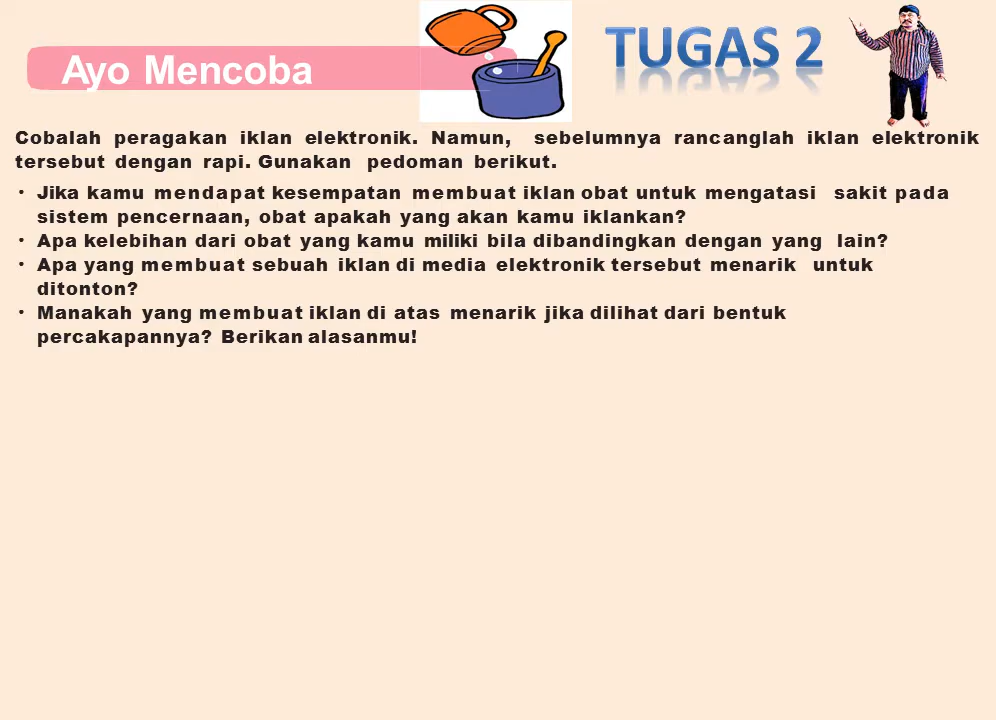 Ayo Mencoba
TUGAS 2
Cobalah peragakan iklan elektronik. Namun, sebelumnya rancanglah iklan elektronik
tersebut dengan rapi. Gunakan pedoman berikut.
• Jika kamu mendapat kesempatan membuat iklan obat untuk mengatasi sakit pada
sistem pencernaan, obat apakah yang akan kamu iklankan?
• Apa kelebihan dari obat yang kamu miliki bila dibandingkan dengan yang lain?
• Apa yang membuat sebuah iklan di media elektronik tersebut menarik untuk
ditonton?
• Manakah yang membuat iklan di atas menarik jika dilihat dari bentuk
percakapannya? Berikan alasanmu!